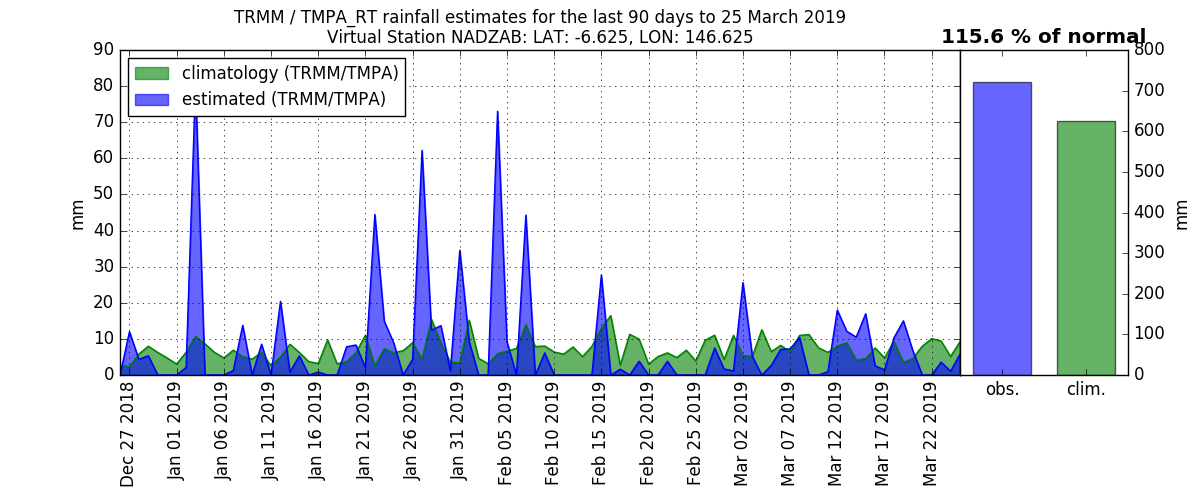 TRMM / TMPA_RT rainfall estimates for the last 90 days to 25 March 2019
Virtual Station NADZAB: LAT: -6.625, LON: 146.625
115.6 % of normal
climatology (TRMM/TMPA)
estimated (TRMM/TMPA)
mm
90
80
70
60
50
40
30
20
10
0
Dec 27 2018
Jan 01 2019
Jan 06 2019
Jan 11 2019
Jan 16 2019
Jan 21 2019
Jan 26 2019
Jan 31 2019
Feb 05 2019
Feb 10 2019
Feb 15 2019
Feb 20 2019
Feb 25 2019
Mar 02 2019
Mar 07 2019
Mar 12 2019
Mar 17 2019
Mar 22 2019
obs.
clim.
800
700
600
500
400
300
200
100
0
mm